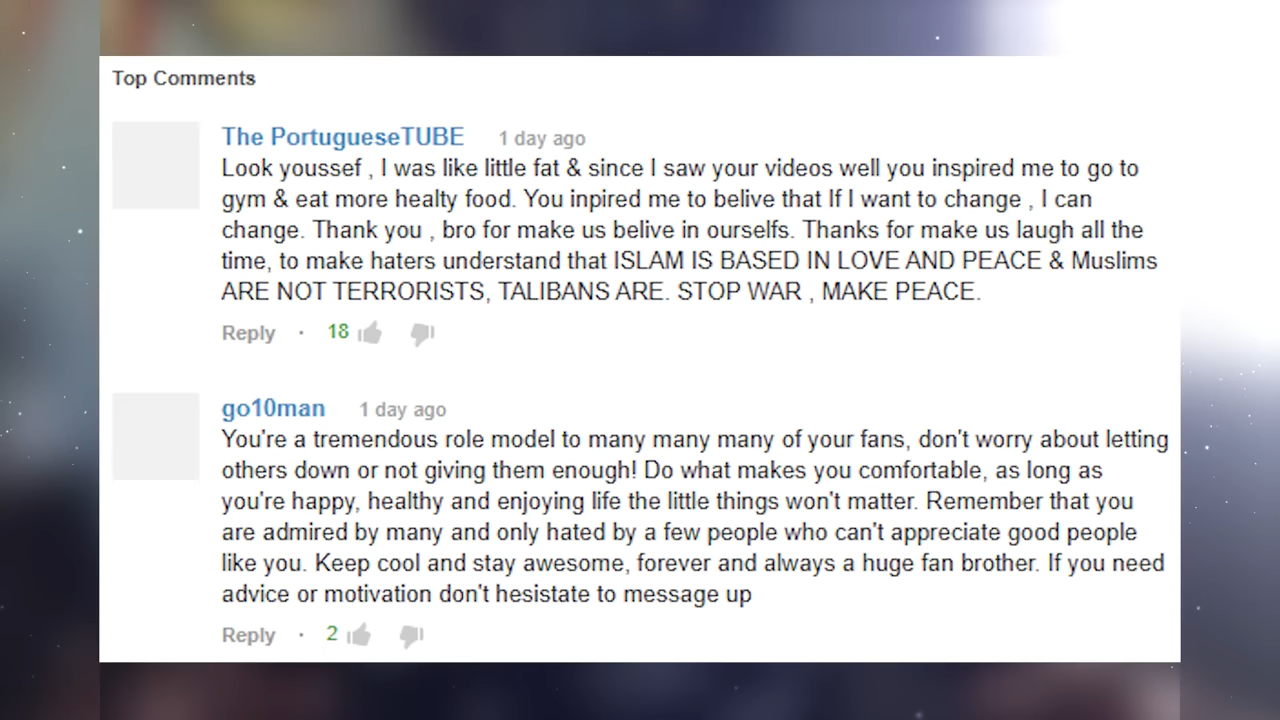 Top Comments
The PortugueseTUBE 1 day ago
Look youssef , I was like little fat & since I saw your videos well you inspired me to go to
gym & eat more healty food. You inpired me to belive that If I want to change , I can
change. Thank you , bro for make us belive in ourselfs. Thanks for make us laugh all the
time, to make haters understand that ISLAM IS BASED IN LOVE AND PEACE & Muslims
ARE NOT TERRORISTS, TALIBANS ARE. STOP WAR , MAKE PEACE.
Reply · 18
go10man 1 day ago
You're a tremendous role model to many many many of your fans, don't worry about letting
others down or not giving them enough! Do what makes you comfortable, as long as
you're happy, healthy and enjoying life the little things won't matter. Remember that you
are admired by many and only hated by a few people who can't appreciate good people
like you. Keep cool and stay awesome, forever and always a huge fan brother. If you need
advice or motivation don't hesistate to message up
Reply · 2